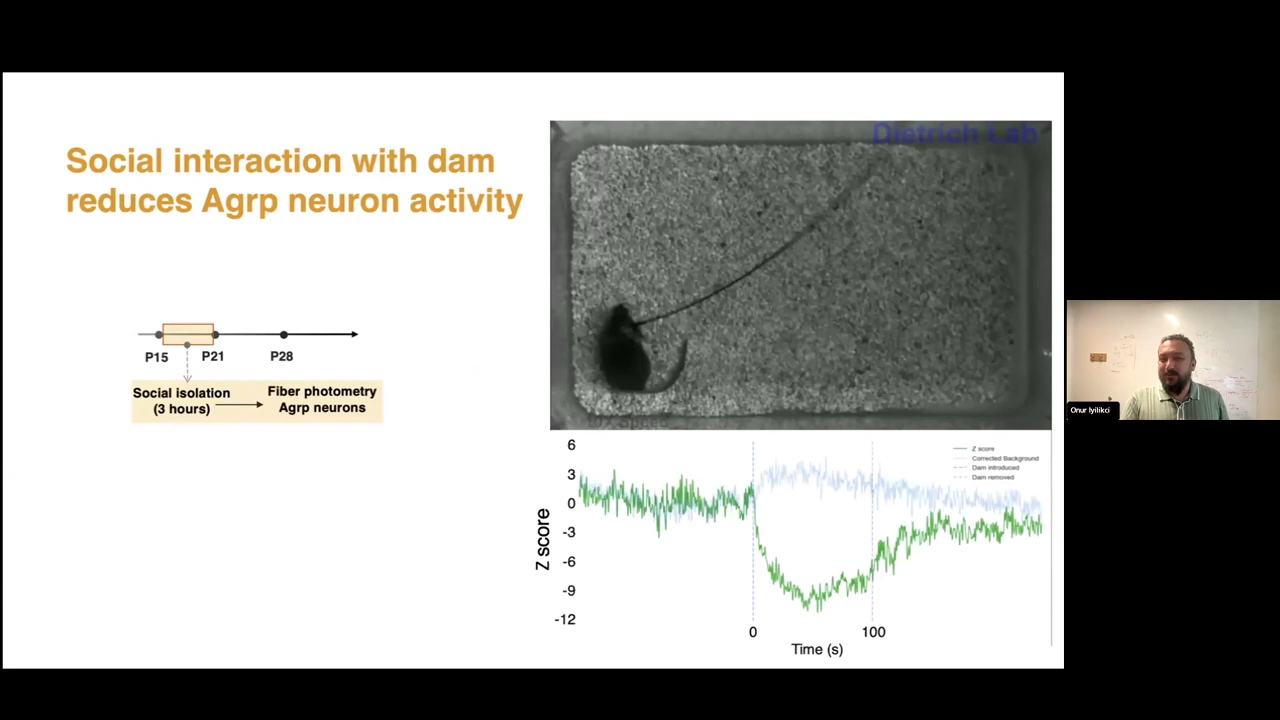 Social interaction with dam
reduces Agrp neuron activity
P15
P21
P28
Social isolation
(3 hours)
Fiber photometry
Agrp neurons
Dietrich Lab
10x Speed
6
3
0
-3
-6
-9
-12
Z score
Z score
Corrected Background
Dam introduced
Dam removed
0
100
Time (s)
Onur Iyilikci